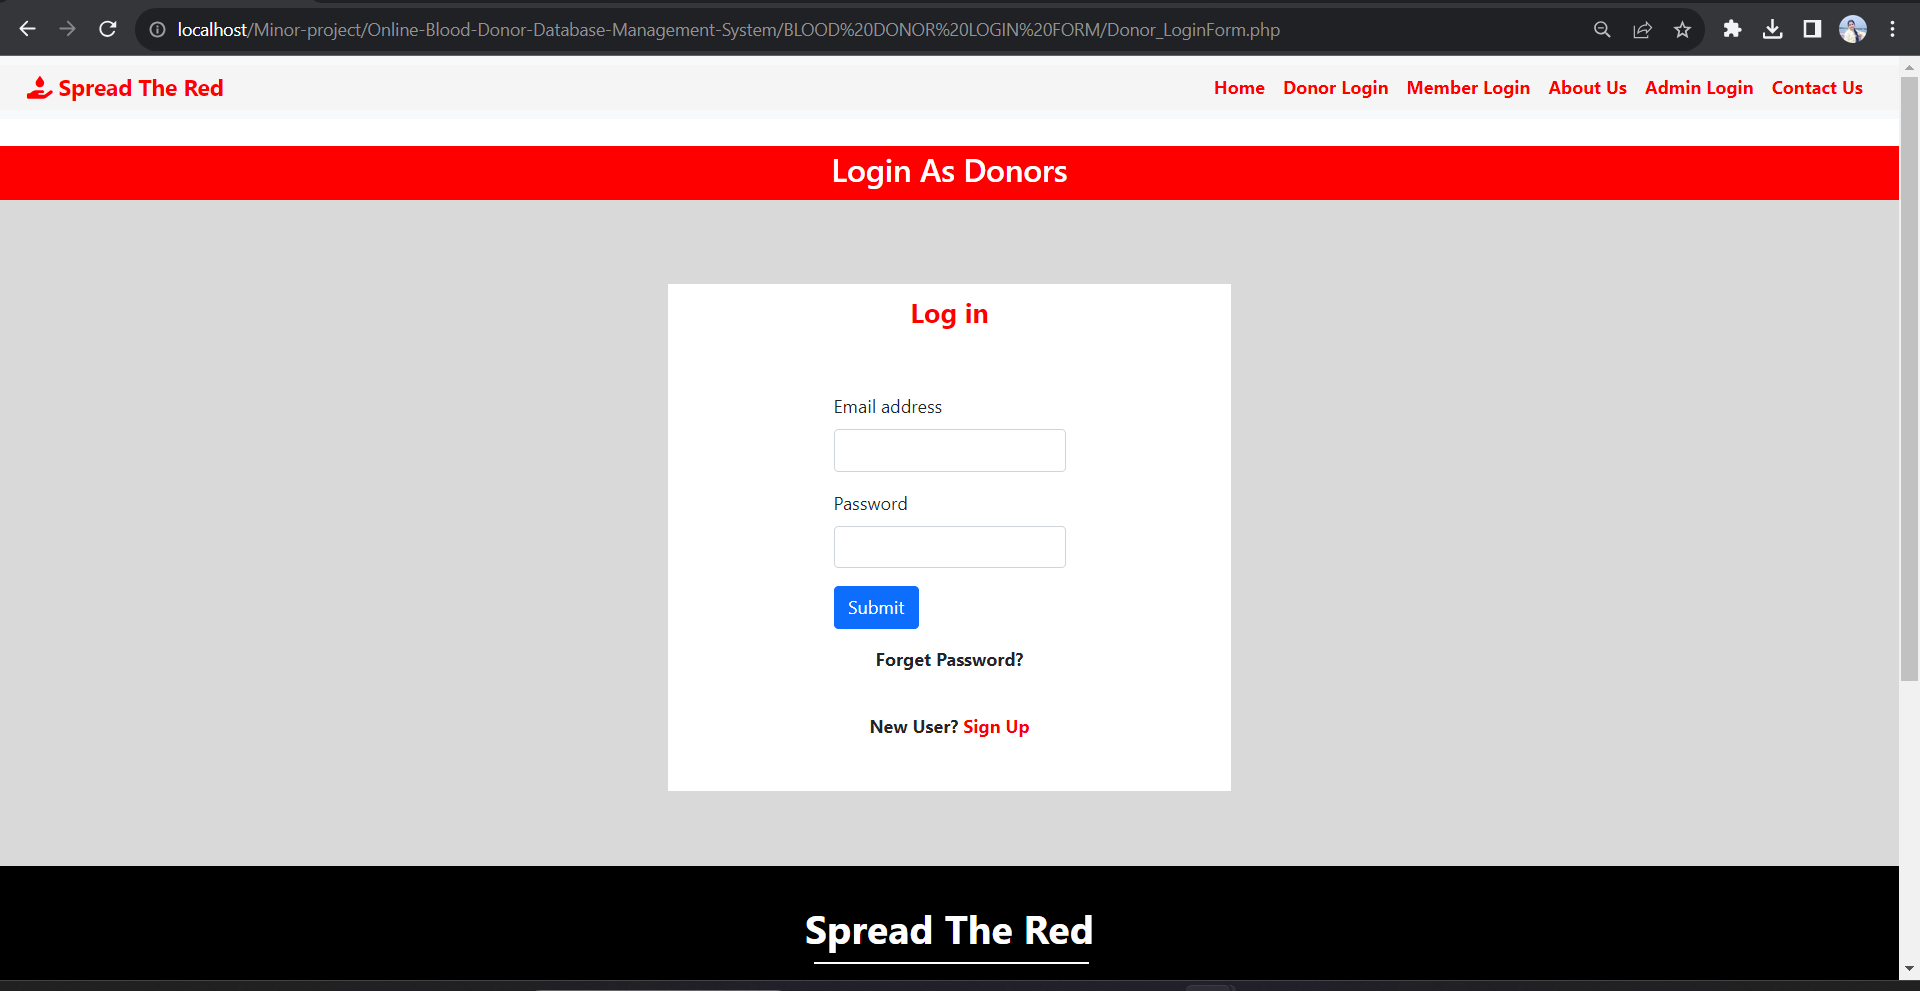 localhost/Minor-project/Online-Blood-Donor-Database-Management-System/BLOOD%20DONOR%20LOGIN%20FORM/Donor_LoginForm.php
Spread The Red Home Donor Login Member Login About Us Admin Login Contact Us
Login As Donors
Log in
Email address
Password
Submit
Forget Password?
New User? Sign Up
Spread The Red